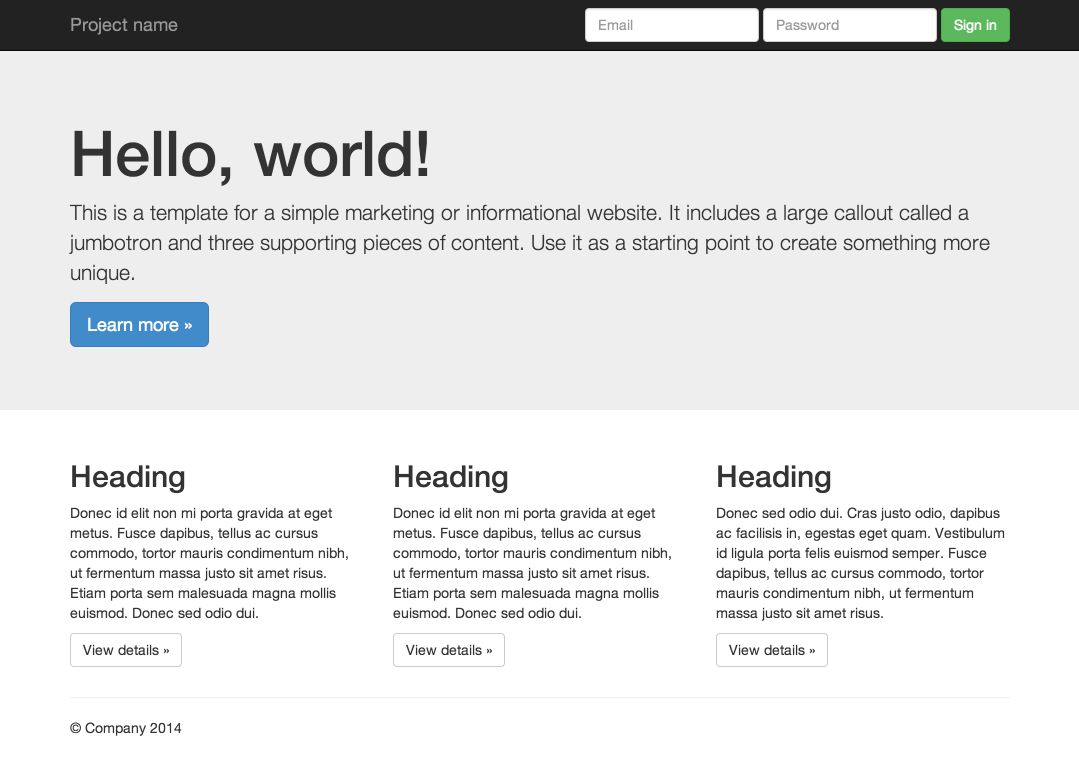 Project name Email Password Sign in
Hello, world!
This is a template for a simple marketing or informational website. It includes a large callout called a
jumbotron and three supporting pieces of content. Use it as a starting point to create something more
unique.
Learn more »
Heading
Donec id elit non mi porta gravida at eget
metus. Fusce dapibus, tellus ac cursus
commodo, tortor mauris condimentum nibh,
ut fermentum massa justo sit amet risus.
Etiam porta sem malesuada magna mollis
euismod. Donec sed odio dui.
View details »
Heading
Donec id elit non mi porta gravida at eget
metus. Fusce dapibus, tellus ac cursus
commodo, tortor mauris condimentum nibh,
ut fermentum massa justo sit amet risus.
Etiam porta sem malesuada magna mollis
euismod. Donec sed odio dui.
View details »
Heading
Donec sed odio dui. Cras justo odio, dapibus
ac facilisis in, egestas eget quam. Vestibulum
id ligula porta felis euismod semper. Fusce
dapibus, tellus ac cursus commodo, tortor
mauris condimentum nibh, ut fermentum
massa justo sit amet risus.
View details »
© Company 2014